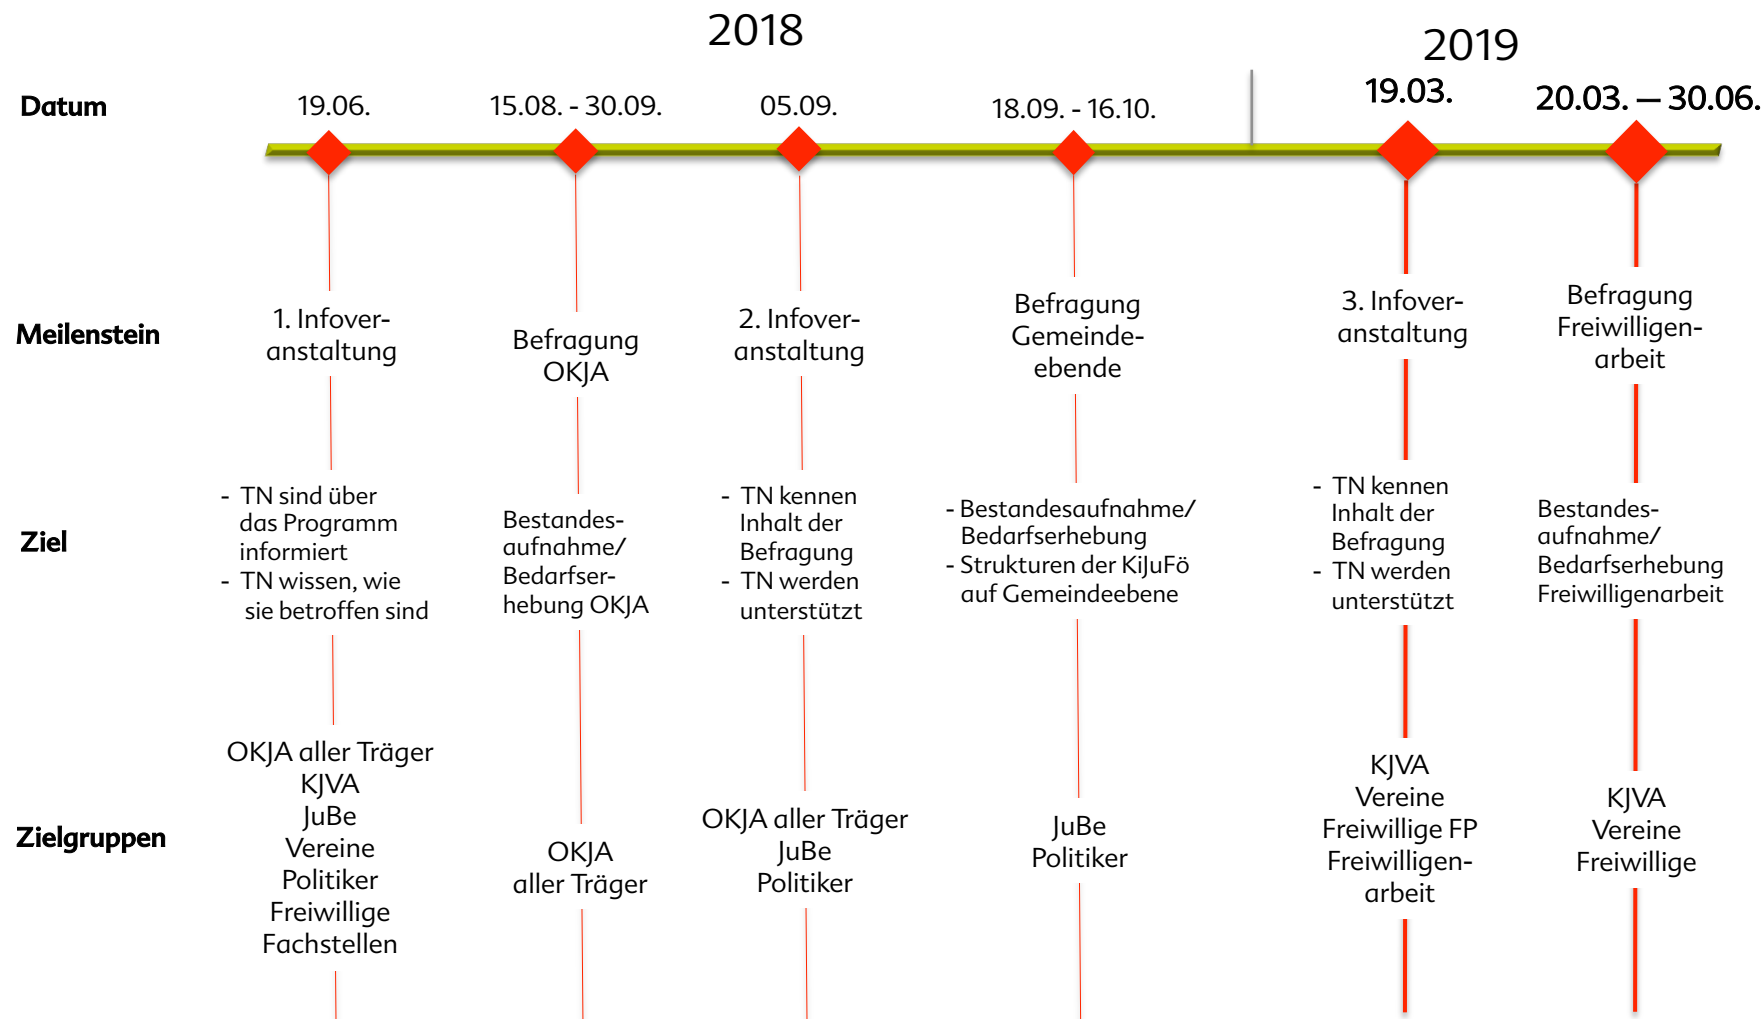 2018
2019
Datum
19.06.
15.08. - 30.09.
05.09.
18.09. - 16.10.
19.03.
20.03. – 30.06.
Meilenstein
1. Infover-
anstaltung
Befragung
OKJA
2. Infover-
anstaltung
Befragung
Gemeinde-
ebende
3. Infover-
anstaltung
Befragung
Freiwilligen-
arbeit
Ziel
- TN sind über
das Programm
informiert
- TN wissen, wie
sie betroffen sind
Bestandes-
aufnahme/
Bedarfser-
hebung OKJA
- TN kennen
Inhalt der
Befragung
- TN werden
unterstützt
- Bestandesaufnahme/
Bedarfserhebung
- Strukturen der KiJuFö
auf Gemeindeebene
- TN kennen
Inhalt der
Befragung
- TN werden
unterstützt
Bestandes-
aufnahme/
Bedarfserhebung
Freiwilligenarbeit
Zielgruppen
OKJA aller Träger
KJVA
JuBe
Vereine
Politiker
Freiwillige
Fachstellen
OKJA
aller Träger
OKJA aller Träger
JuBe
Politiker
JuBe
Politiker
KJVA
Vereine
Freiwillige FP
Freiwilligen-
arbeit
KJVA
Vereine
Freiwillige